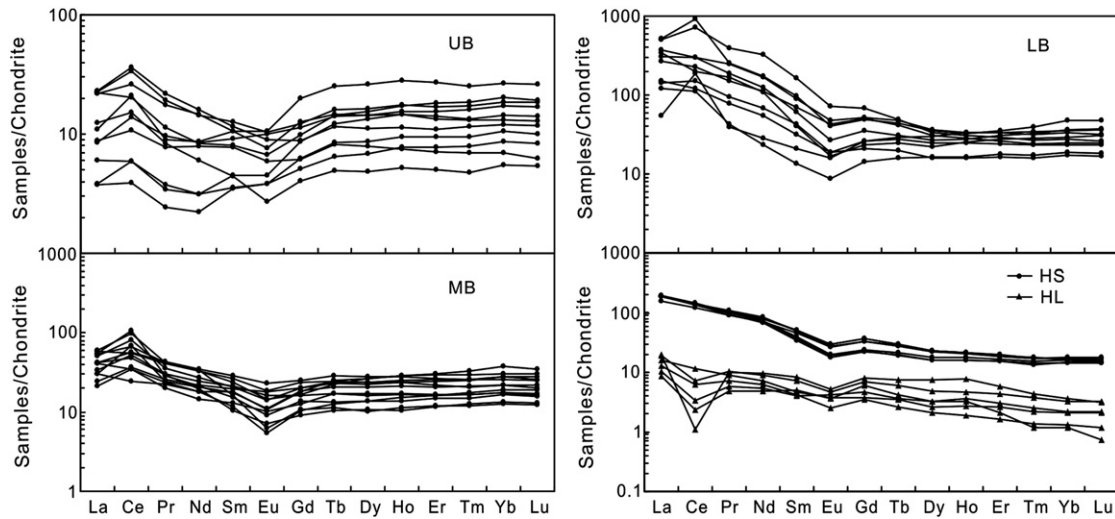 100
10
Samples/Chondrite
UB
1000
100
10
Samples/Chondrite
LB
1000
100
10
1
Samples/Chondrite
MB
La Ce Pr Nd Sm Eu Gd Tb Dy Ho Er Tm Yb Lu
1000
100
10
1
0.1
Samples/Chondrite
HS
HL
La Ce Pr Nd Sm Eu Gd Tb Dy Ho Er Tm Yb Lu